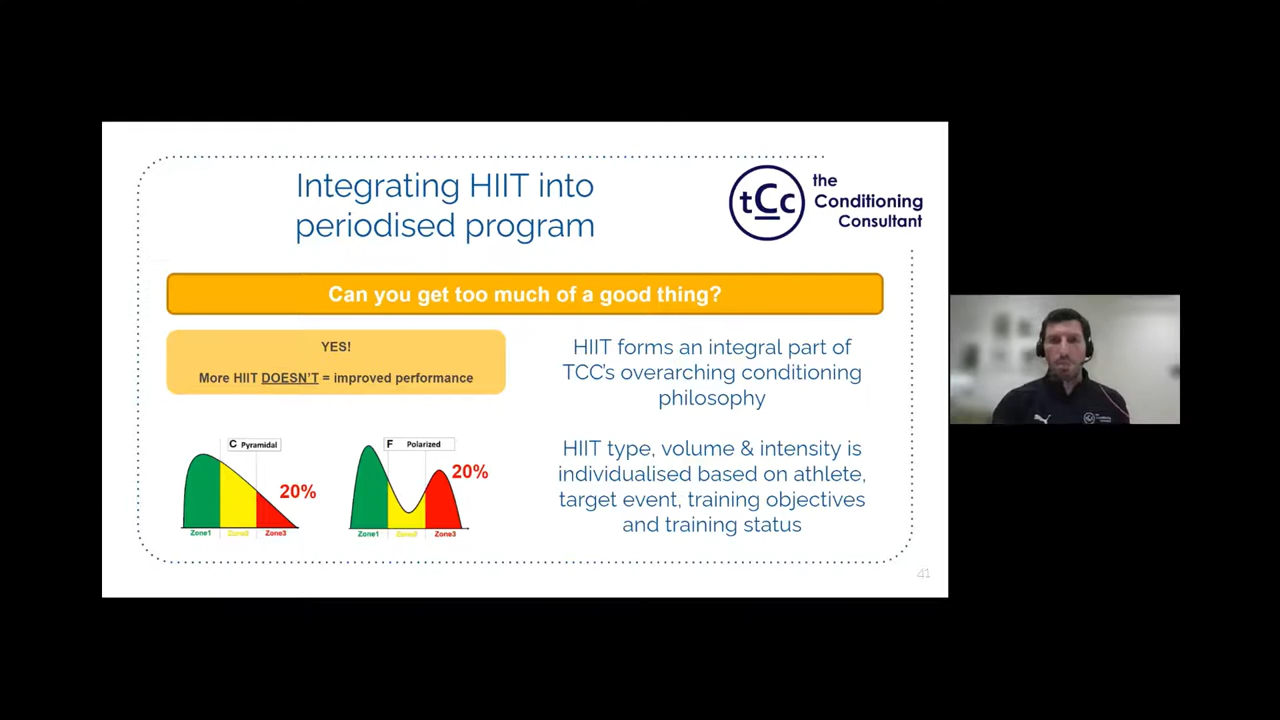 Integrating HIIT into
periodised program
tCc
the
Conditioning
Consultant
Can you get too much of a good thing?
YES!
More HIIT DOESN'T = improved performance
HIIT forms an integral part of
TCC's overarching conditioning
philosophy
HIIT type, volume & intensity is
individualised based on athlete,
target event, training objectives
and training status
C Pyramidal
20%
Zone1 Zone2 Zone3
F Polarized
20%
Zone1 Zone2 Zone3
41